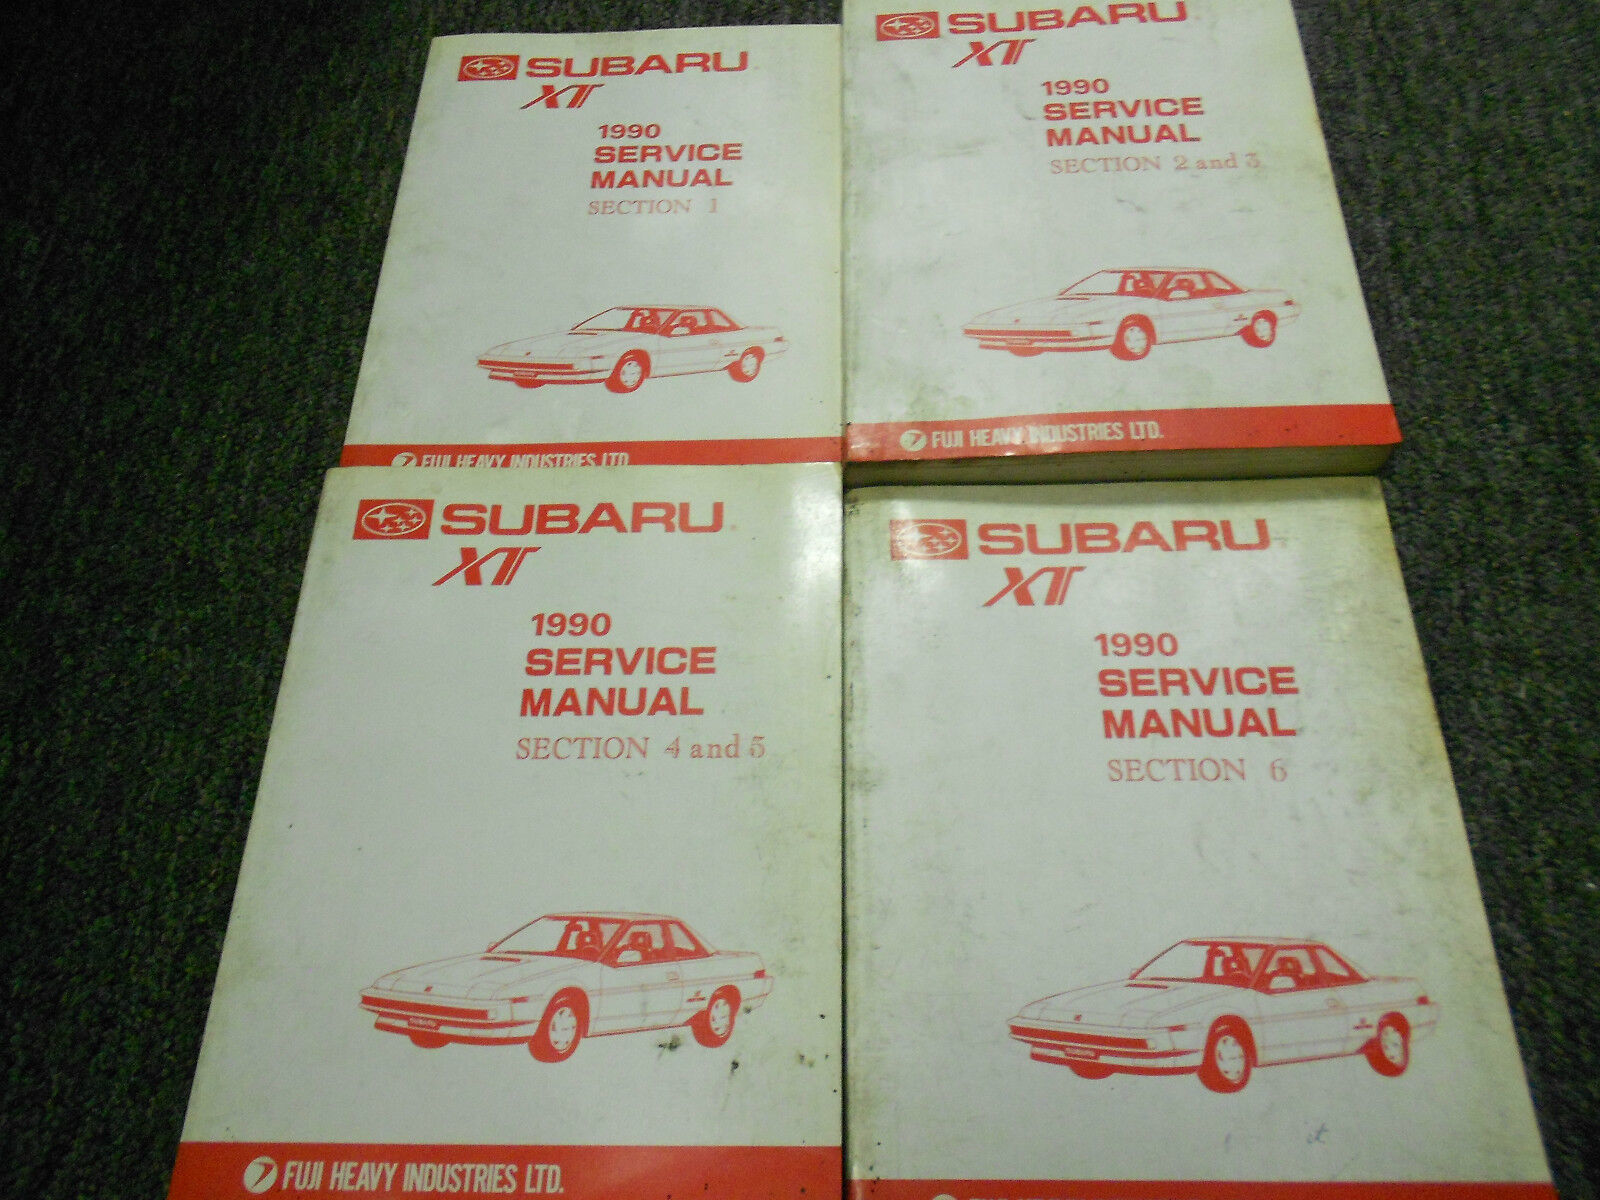 SUBARU
XT
1990
SERVICE
MANUAL
SECTION 1
FUJI HEAVY INDUSTRIES LTD.
SUBARU
XT
1990
SERVICE
MANUAL
SECTION 2 and 3
FUJI HEAVY INDUSTRIES LTD.
SUBARU
XT
1990
SERVICE
MANUAL
SECTION 4 and 5
SUBARU
FUJI HEAVY INDUSTRIES LTD.
SUBARU
XT
1990
SERVICE
MANUAL
SECTION 6
SUBARU